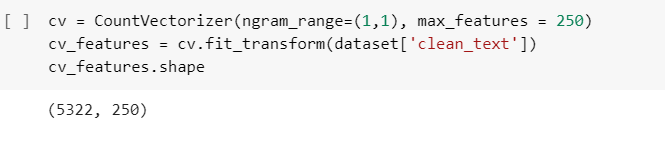 [ ] cv = CountVectorizer(ngram_range=(1,1), max_features = 250)
cv_features = cv.fit_transform(dataset['clean_text'])
cv_features.shape
(5322, 250)